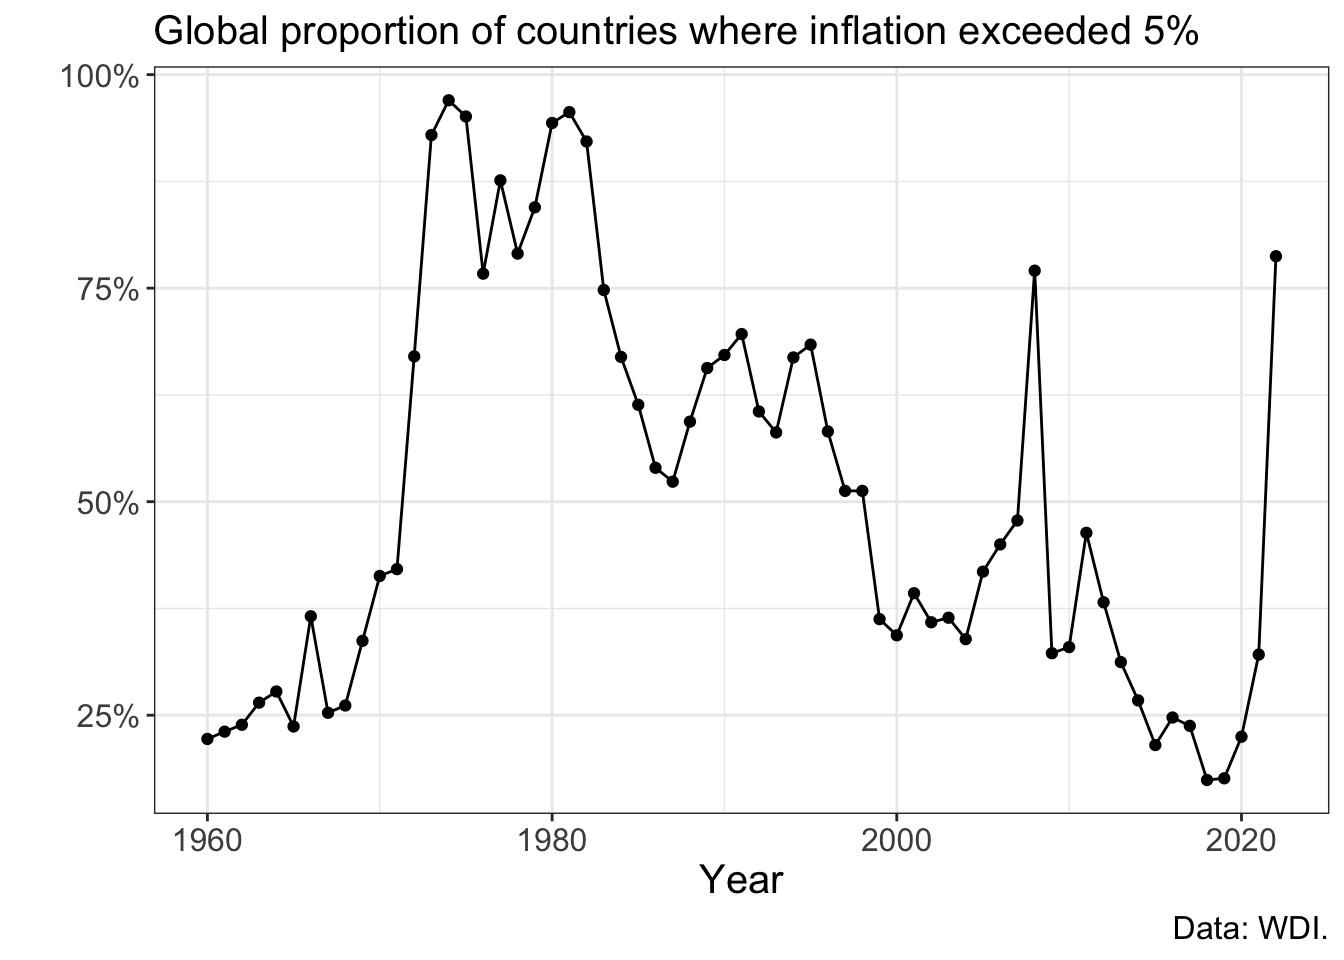 Global proportion of countries where inflation exceeded 5%
100%
75%
50%
25%
1960 1980 2000 2020
Year
Data: WDI.